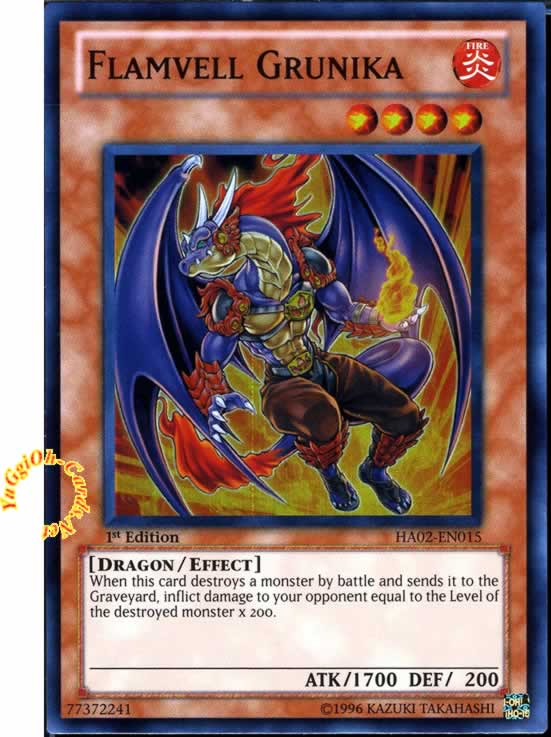 FLAMVELL GRUNIKA
FIRE
炎
YuGgiOh-Cards.Net
1st Edition
HA02-EN015
[DRAGON/EFFECT]
When this card destroys a monster by battle and sends it to the
Graveyard, inflict damage to your opponent equal to the Level of
the destroyed monster x 200.
ATK/1700 DEF/ 200
77372241
©1996 KAZUKI TAKAHASHI